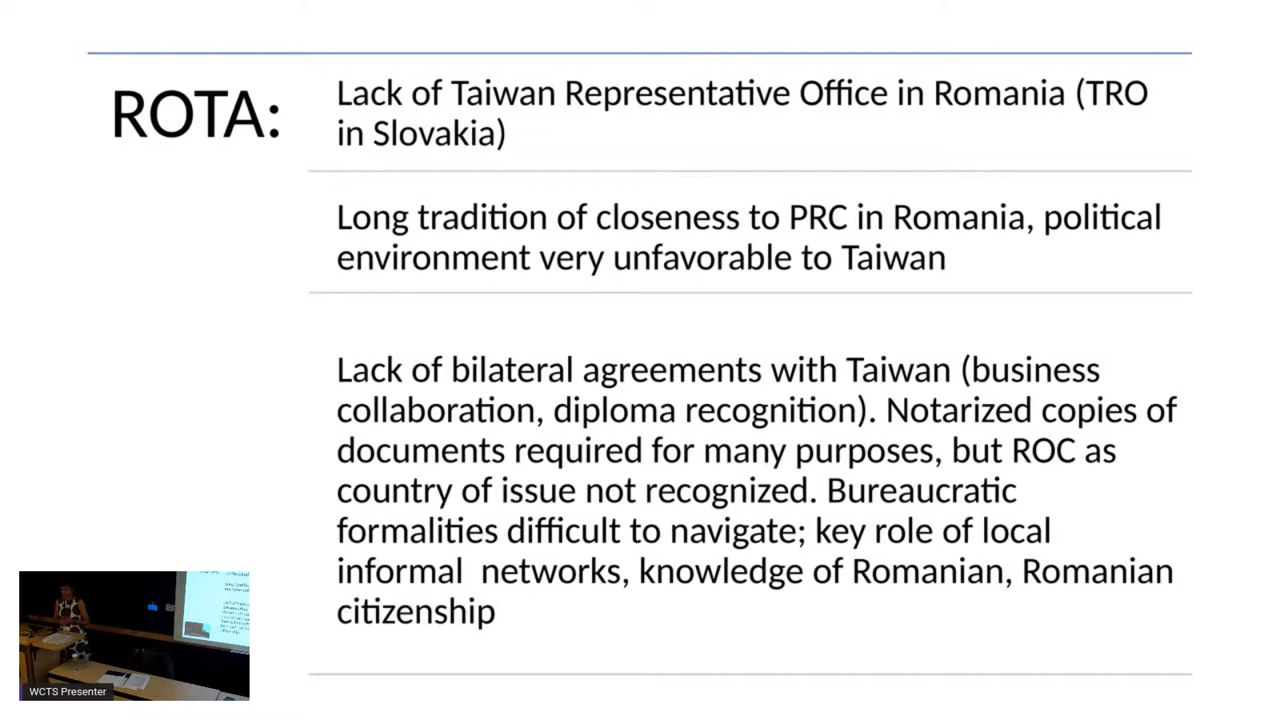 ROTA:
Lack of Taiwan Representative Office in Romania (TRO
in Slovakia)
Long tradition of closeness to PRC in Romania, political
environment very unfavorable to Taiwan
Lack of bilateral agreements with Taiwan (business
collaboration, diploma recognition). Notarized copies of
documents required for many purposes, but ROC as
country of issue not recognized. Bureaucratic
formalities difficult to navigate; key role of local
informal  networks, knowledge of Romanian, Romanian
citizenship
WCTS Presenter